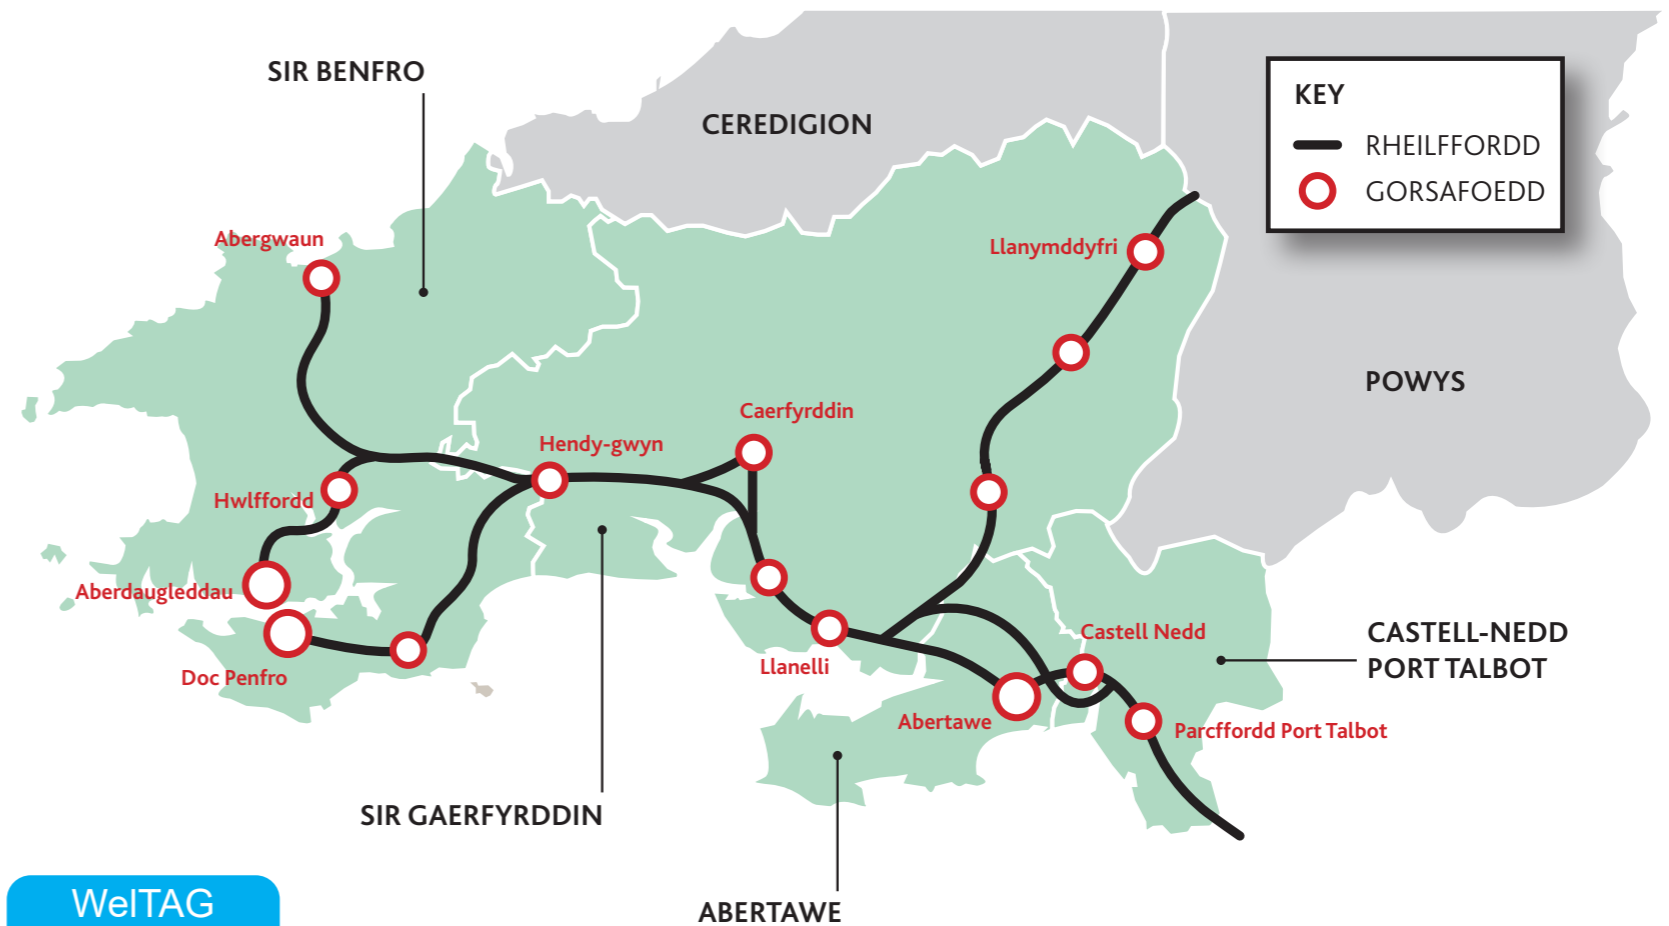 SIR BENFRO
CEREDIGION
KEY
RHEILFFORDD
GORSAFOEDD
Abergwaun
Llanymddyfri
POWYS
Caerfyrddin
Hendy-gwyn
Hwlffordd
Aberdaugleddau
Castell Nedd
CASTELL-NEDD
PORT TALBOT
Llanelli
Doc Penfro
Abertawe
Parcffordd Port Talbot
SIR GAERFYRDDIN
WelTAG
ABERTAWE